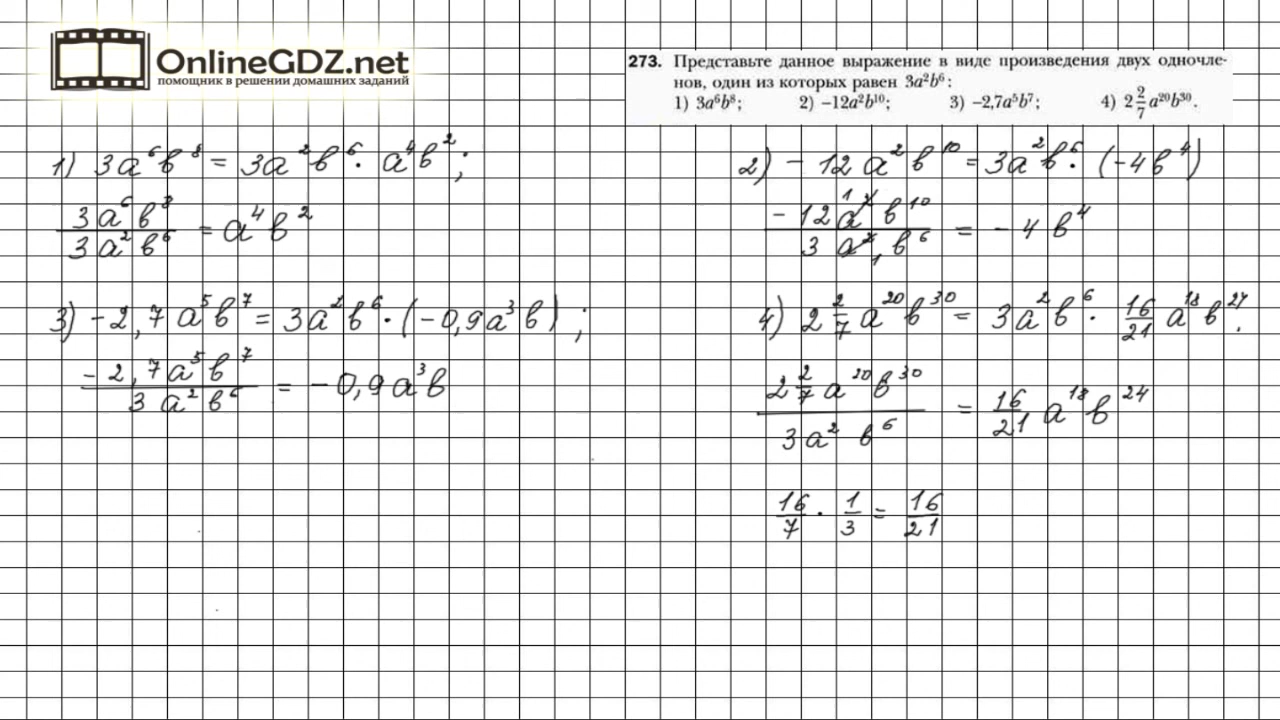 OnlineGDZ.net
помощник в решении домашних заданий
273. Представьте данное выражение в виде произведения двух одночле-
нов, один из которых равен 3a²b⁶:
1) 3a⁶b⁸; 2) −12a²b¹⁰; 3) −2,7a⁵b⁷; 4) 2 2/7 a²⁰b³⁰.
1) 3a⁶b⁸ = 3a²b⁶ · a⁴b²;
3a⁶b⁸ / 3a²b⁶ = a⁴b²
3) −2,7a⁵b⁷ = 3a²b⁶ · (−0,9a³b);
−2,7a⁵b⁷ / 3a²b⁶ = −0,9a³b
2) −12a²b¹⁰ = 3a²b⁶ · (−4b⁴)
−12a²b¹⁰ / 3a²b⁶ = −4b⁴
4) 2 2/7 a²⁰b³⁰ = 3a²b⁶ · 16/21 a¹⁸b²⁴.
2 2/7 a²⁰b³⁰ / 3a²b⁶ = 16/21 a¹⁸b²⁴
16/7 · 1/3 = 16/21